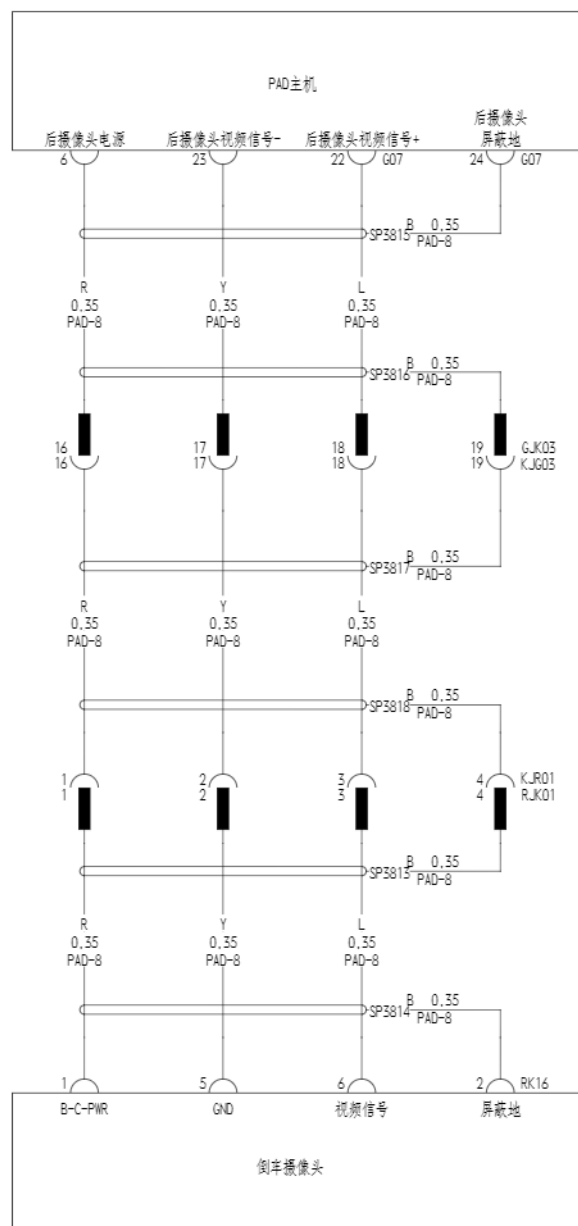 PAD主机
后摄像头电源 后摄像头视频信号- 后摄像头视频信号+ 后摄像头
屏蔽地
6 23 22 G07 24 G07
SP3815 B 0.35
PAD-8
R Y L
0.35 0.35 0.35
PAD-8 PAD-8 PAD-8
SP3816 B 0.35
PAD-8
16 17 18 19 GJK03
16 17 18 19 KJG03
SP3817 B 0.35
PAD-8
R Y L
0.35 0.35 0.35
PAD-8 PAD-8 PAD-8
SP3818 B 0.35
PAD-8
1 2 3 4 KJR01
1 2 3 4 RJK01
SP3813 B 0.35
PAD-8
R Y L
0.35 0.35 0.35
PAD-8 PAD-8 PAD-8
SP3814 B 0.35
PAD-8
1 5 6 2 RK16
B-C-PWR GND 视频信号 屏蔽地
倒车摄像头